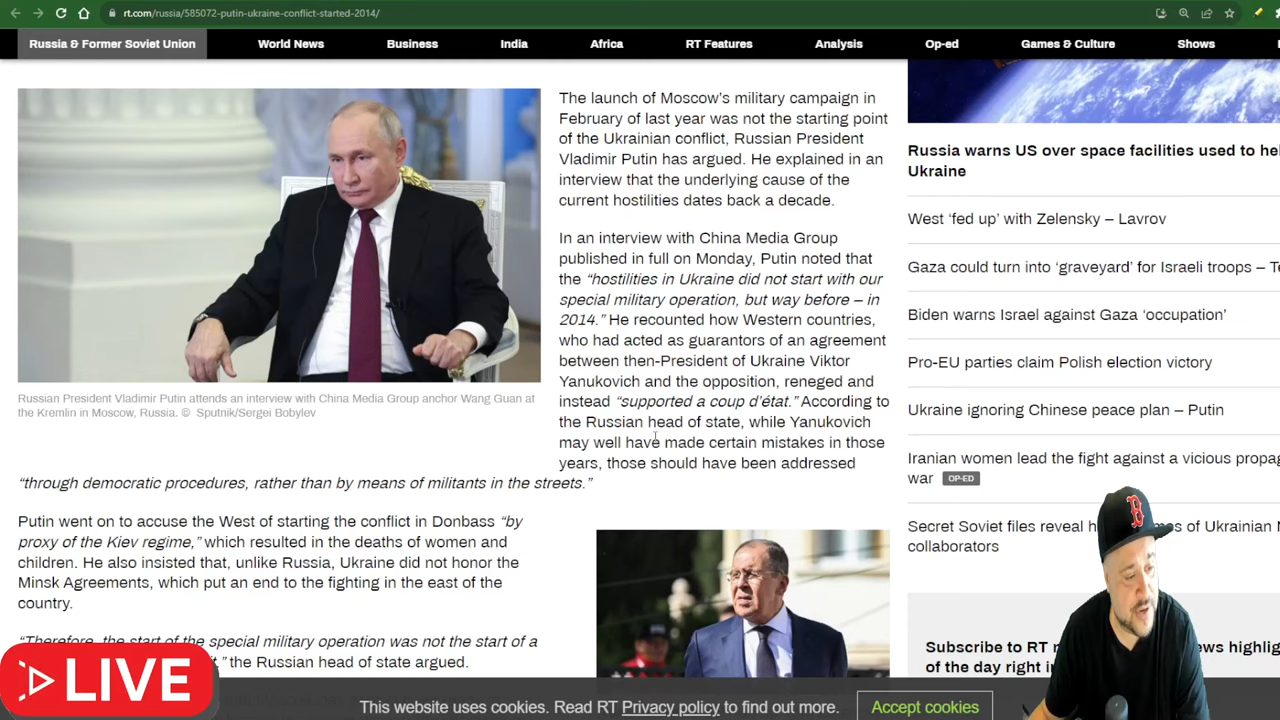 rt.com/russia/585072-putin-ukraine-conflict-started-2014/
Russia & Former Soviet Union
World News
Business
India
Africa
RT Features
Analysis
Op-ed
Games & Culture
Shows
Russian President Vladimir Putin attends an interview with China Media Group anchor Wang Guan at
the Kremlin in Moscow, Russia. © Sputnik/Sergei Bobylev
The launch of Moscow’s military campaign in
February of last year was not the starting point
of the Ukrainian conflict, Russian President
Vladimir Putin has argued. He explained in an
interview that the underlying cause of the
current hostilities dates back a decade.
In an interview with China Media Group
published in full on Monday, Putin noted that
the “hostilities in Ukraine did not start with our
special military operation, but way before – in
2014.” He recounted how Western countries,
who had acted as guarantors of an agreement
between then-President of Ukraine Viktor
Yanukovich and the opposition, reneged and
instead “supported a coup d’état.” According to
the Russian head of state, while Yanukovich
may well have made certain mistakes in those
years, those should have been addressed
“through democratic procedures, rather than by means of militants in the streets.”
Putin went on to accuse the West of starting the conflict in Donbass “by
proxy of the Kiev regime,” which resulted in the deaths of women and
children. He also insisted that, unlike Russia, Ukraine did not honor the
Minsk Agreements, which put an end to the fighting in the east of the
country.
“Therefore, the start of the special military operation was not the start of a
the Russian head of state argued.
Russia warns US over space facilities used to
Ukraine
West ‘fed up’ with Zelensky – Lavrov
Gaza could turn into ‘graveyard’ for Israeli troops –
Biden warns Israel against Gaza ‘occupation’
Pro-EU parties claim Polish election victory
Ukraine ignoring Chinese peace plan – Putin
Iranian women lead the fight against a vicious
war OP-ED
Secret Soviet files reveal of Ukrainian
collaborators
Subscribe to RT
of the day right
LIVE
This website uses cookies. Read RT Privacy policy to find out more.
Accept cookies
B